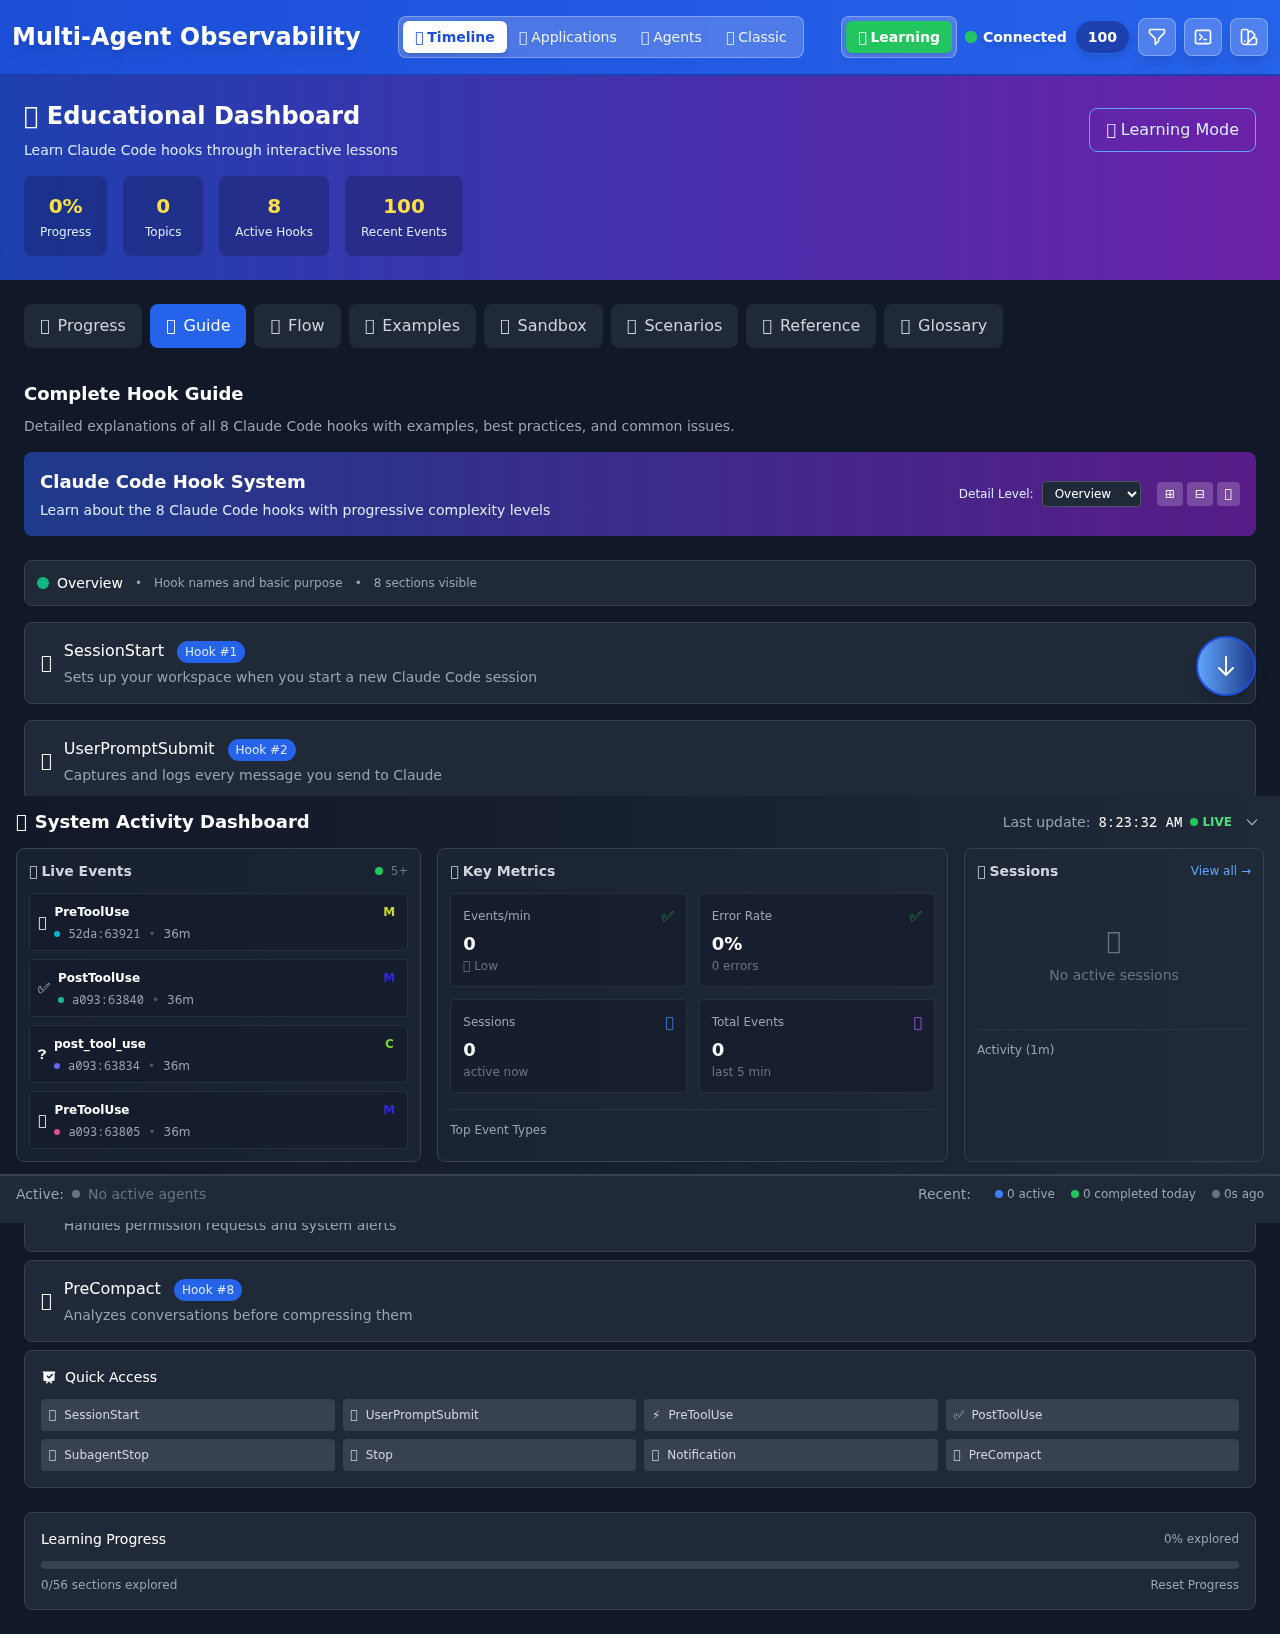 Multi-Agent Observability
Timeline Applications Agents Classic
Learning
Connected 100
Educational Dashboard
Learn Claude Code hooks through interactive lessons
Learning Mode
0% 0 8 100
Progress Topics Active Hooks Recent Events
Progress Guide Flow Examples Sandbox Scenarios Reference Glossary
Complete Hook Guide
Detailed explanations of all 8 Claude Code hooks with examples, best practices, and common issues.
Claude Code Hook System
Learn about the 8 Claude Code hooks with progressive complexity levels
Detail Level: Overview
Overview • Hook names and basic purpose • 8 sections visible
SessionStart Hook #1
Sets up your workspace when you start a new Claude Code session
UserPromptSubmit Hook #2
Captures and logs every message you send to Claude
System Activity Dashboard
Last update: 8:23:32 AM LIVE
Live Events 5+
PreToolUse M
52da:63921 • 36m
PostToolUse M
a093:63840 • 36m
? post_tool_use C
a093:63834 • 36m
PreToolUse M
a093:63805 • 36m
Key Metrics
Events/min
0
Low
Error Rate
0%
0 errors
Sessions
0
active now
Total Events
0
last 5 min
Top Event Types
Sessions View all →
No active sessions
Activity (1m)
Active: No active agents
Recent: 0 active 0 completed today 0s ago
Handles permission requests and system alerts
PreCompact Hook #8
Analyzes conversations before compressing them
Quick Access
SessionStart UserPromptSubmit PreToolUse PostToolUse
SubagentStop Stop Notification PreCompact
Learning Progress 0% explored
0/56 sections explored Reset Progress